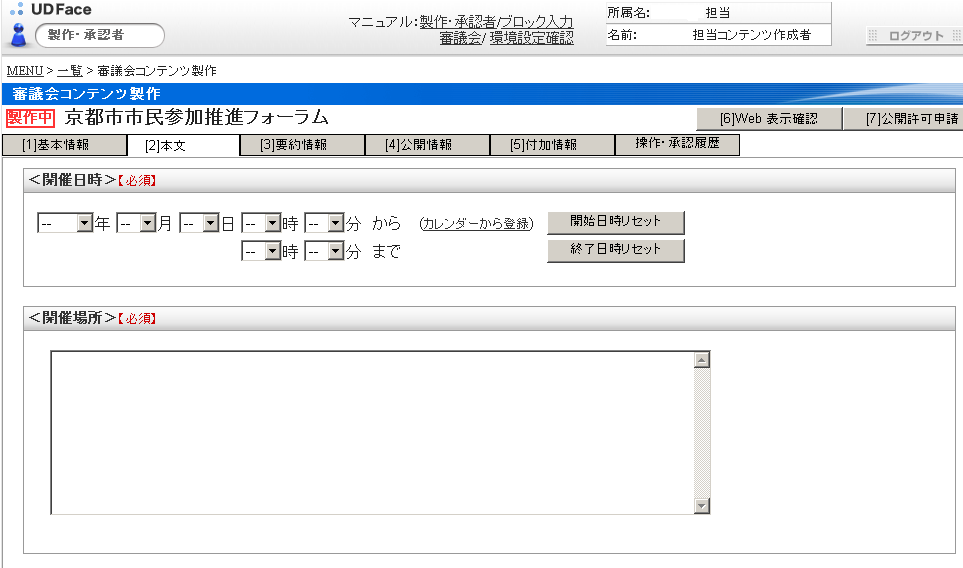 UDFace
製作・承認者
マニュアル：製作・承認者/ブロック入力
審議会/ 環境設定確認
所属名: 担当
名前: 担当コンテンツ作成者
ログアウト
MENU > 一覧 > 審議会コンテンツ製作
審議会コンテンツ製作
製作中 京都市市民参加推進フォーラム
[6]Web 表示確認 [7]公開許可申請
[1]基本情報 [2]本文 [3]要約情報 [4]公開情報 [5]付加情報 操作・承認履歴
＜開催日時＞【必須】
-- 年 -- 月 -- 日 -- 時 -- 分 から (カレンダーから登録) 開始日時リセット
-- 時 -- 分 まで 終了日時リセット
＜開催場所＞【必須】